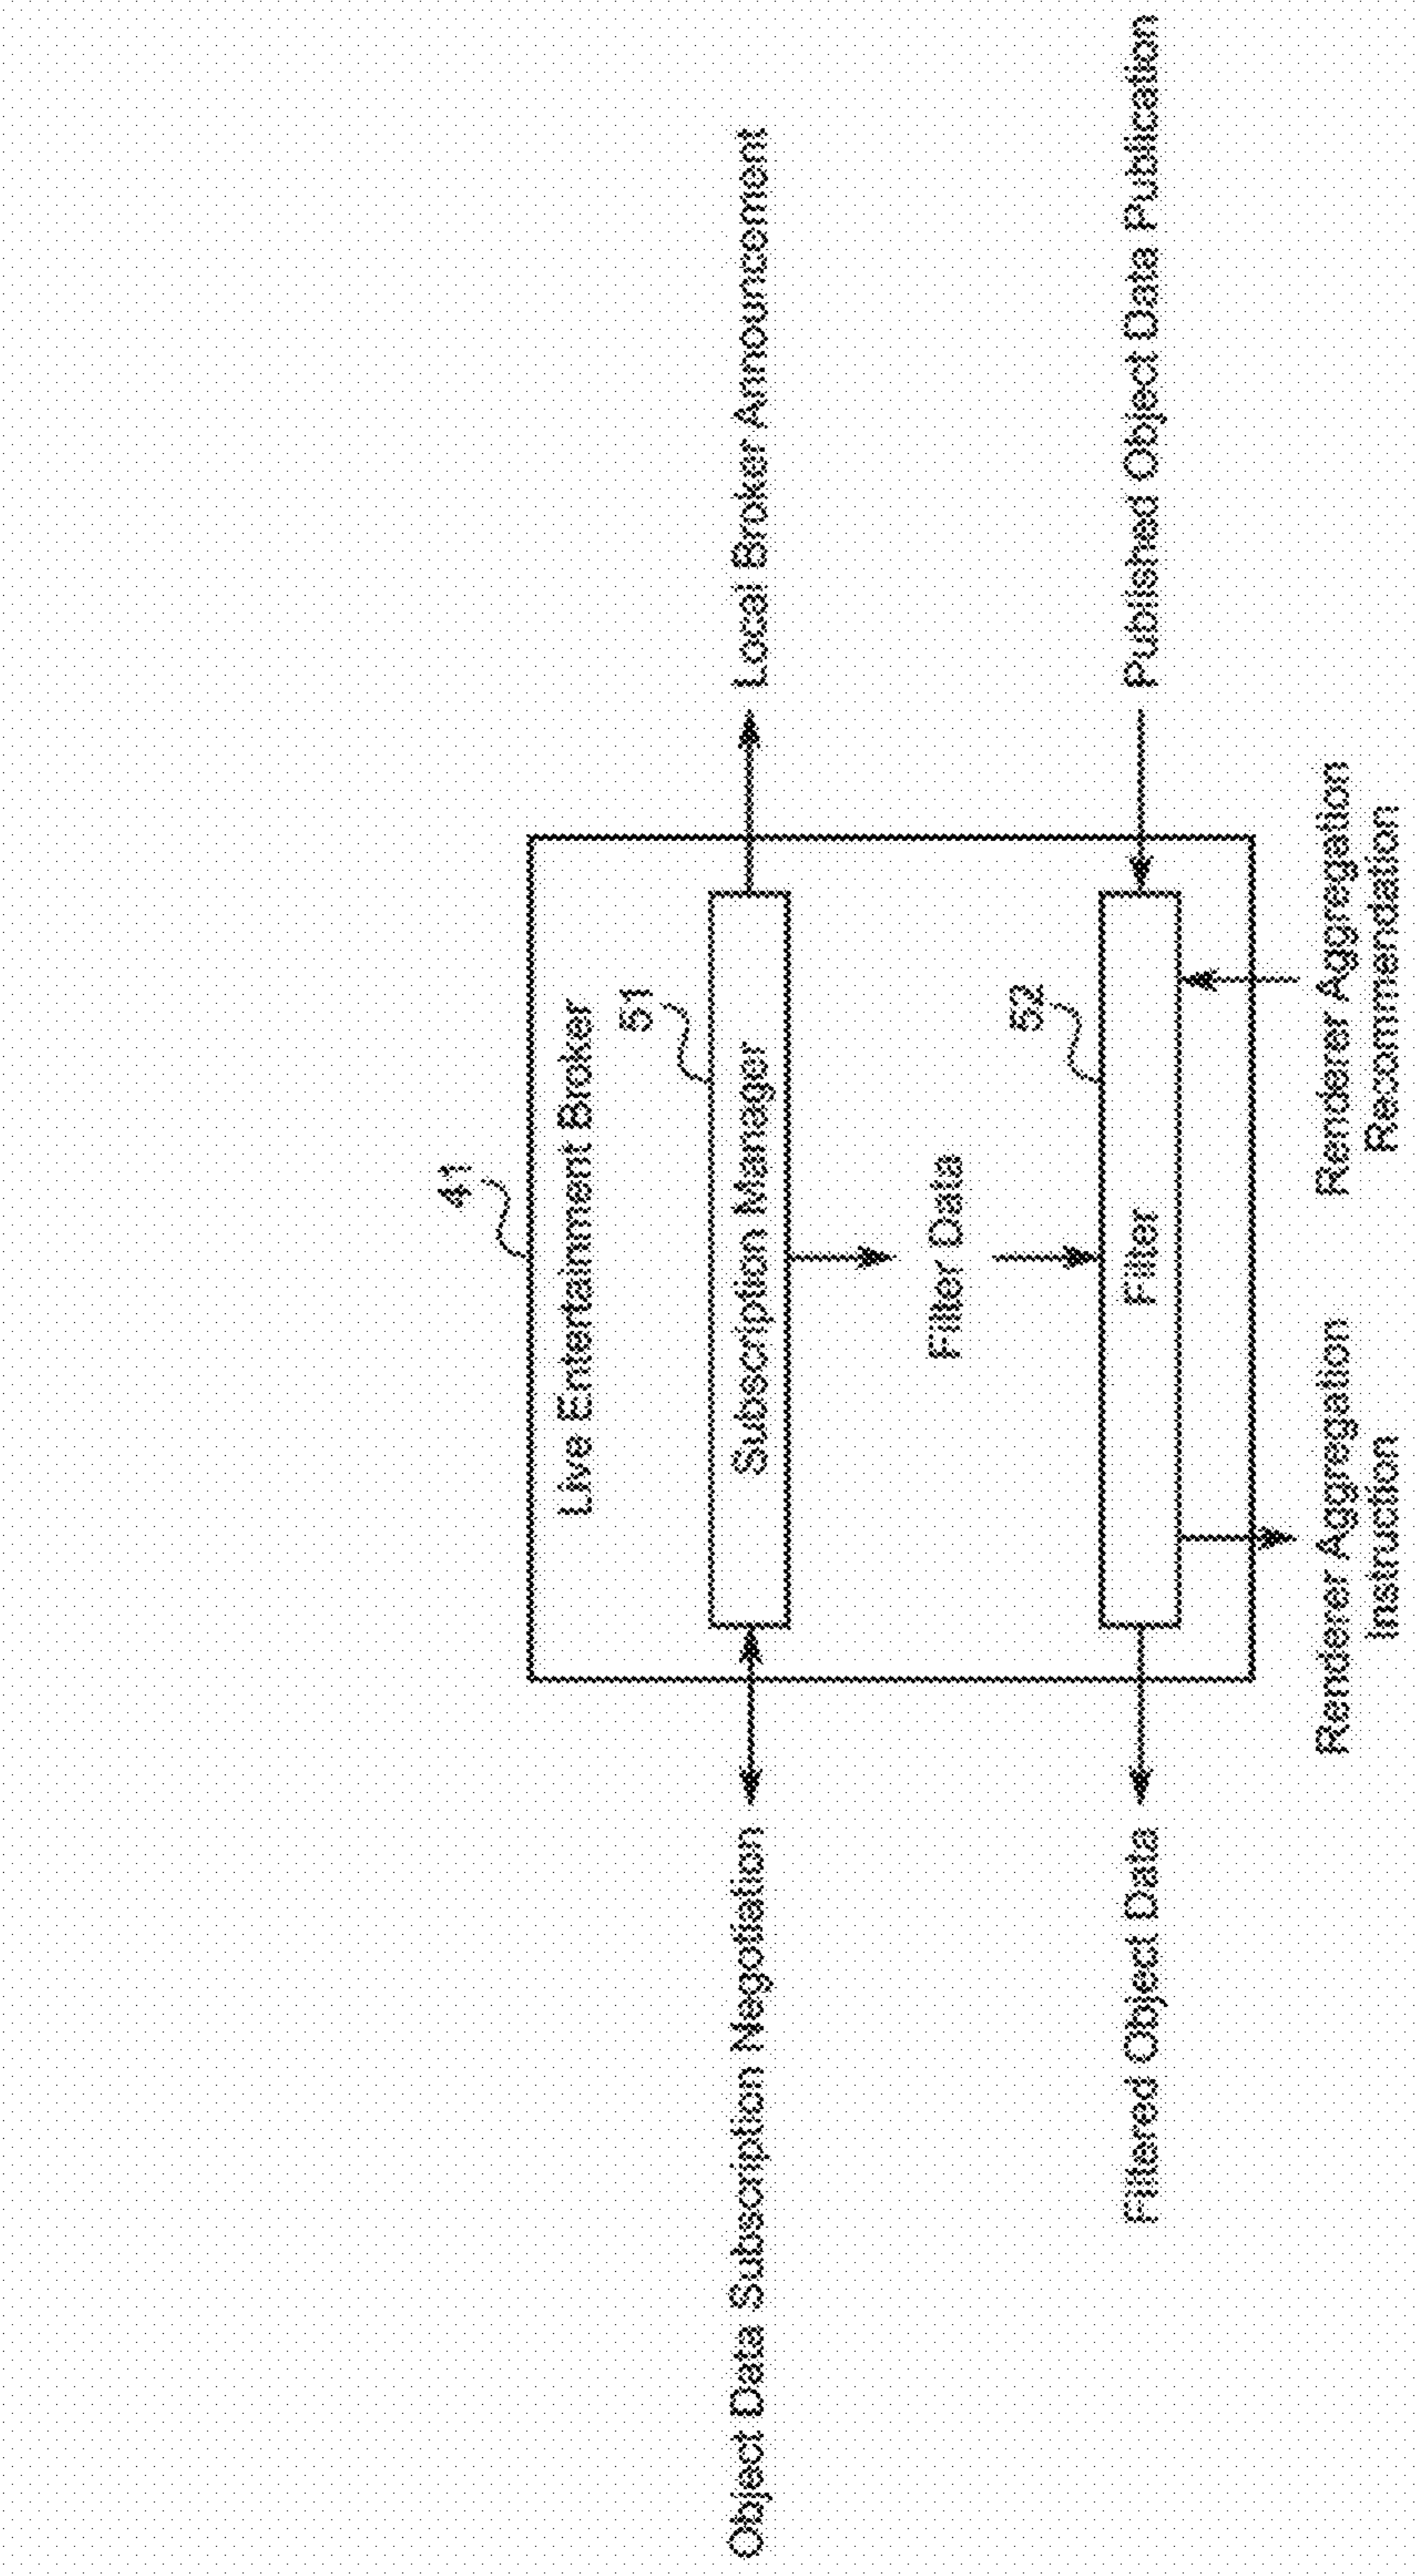 41
Live Entertainment Broker
51
Object Data Subscription Negotiation
Subscription Manager
Local Broker Announcement
Filter Data
52
Filtered Object Data
Filter
Published Object Data Publication
Renderer Aggregation
Instruction
Renderer Aggregation
Recommendation